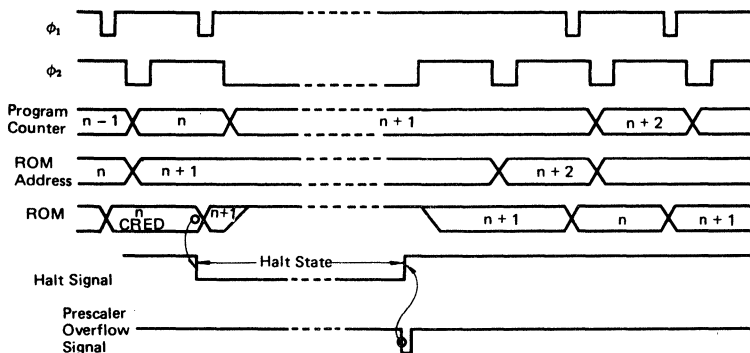 φ1
φ2
Program
Counter
n − 1
n
n + 1
n + 2
ROM
Address
n
n + 1
n + 2
ROM
n
CRED
n+1
n + 1
n
n + 1
Halt Signal
Halt State
Prescaler
Overflow
Signal